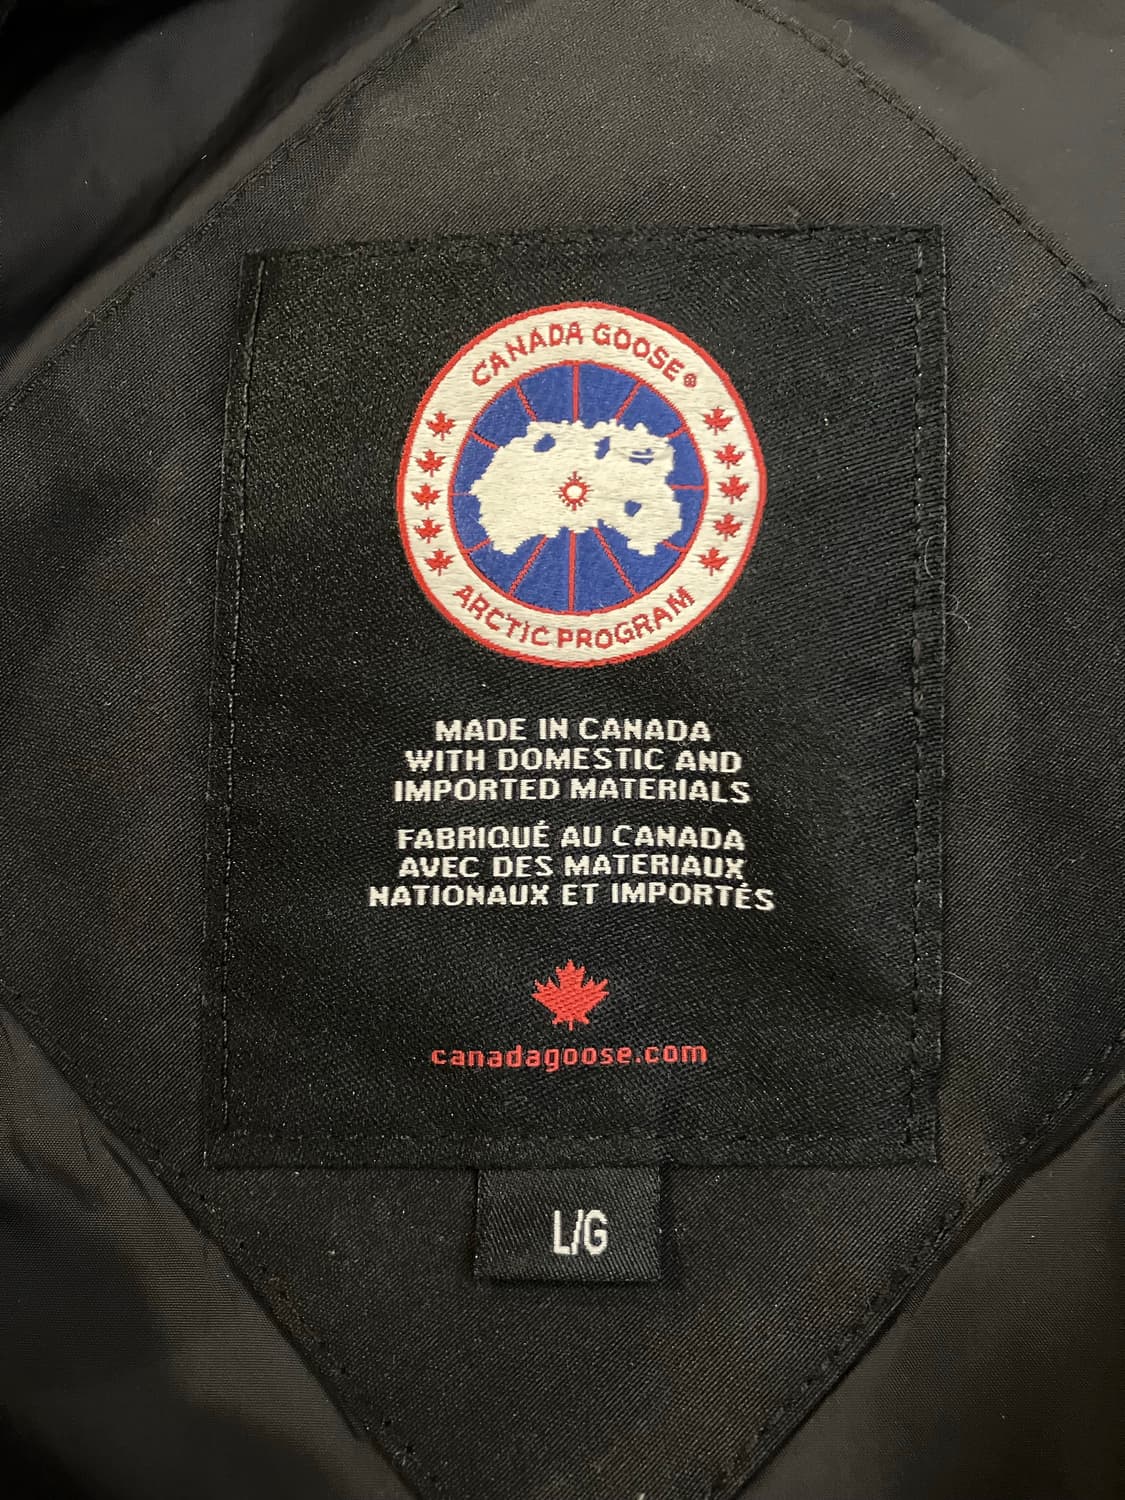 CANADA GOOSE®
ARCTIC PROGRAM
MADE IN CANADA
WITH DOMESTIC AND
IMPORTED MATERIALS
FABRIQUÉ AU CANADA
AVEC DES MATERIAUX
NATIONAUX ET IMPORTÉS
canadagoose.com
L/G